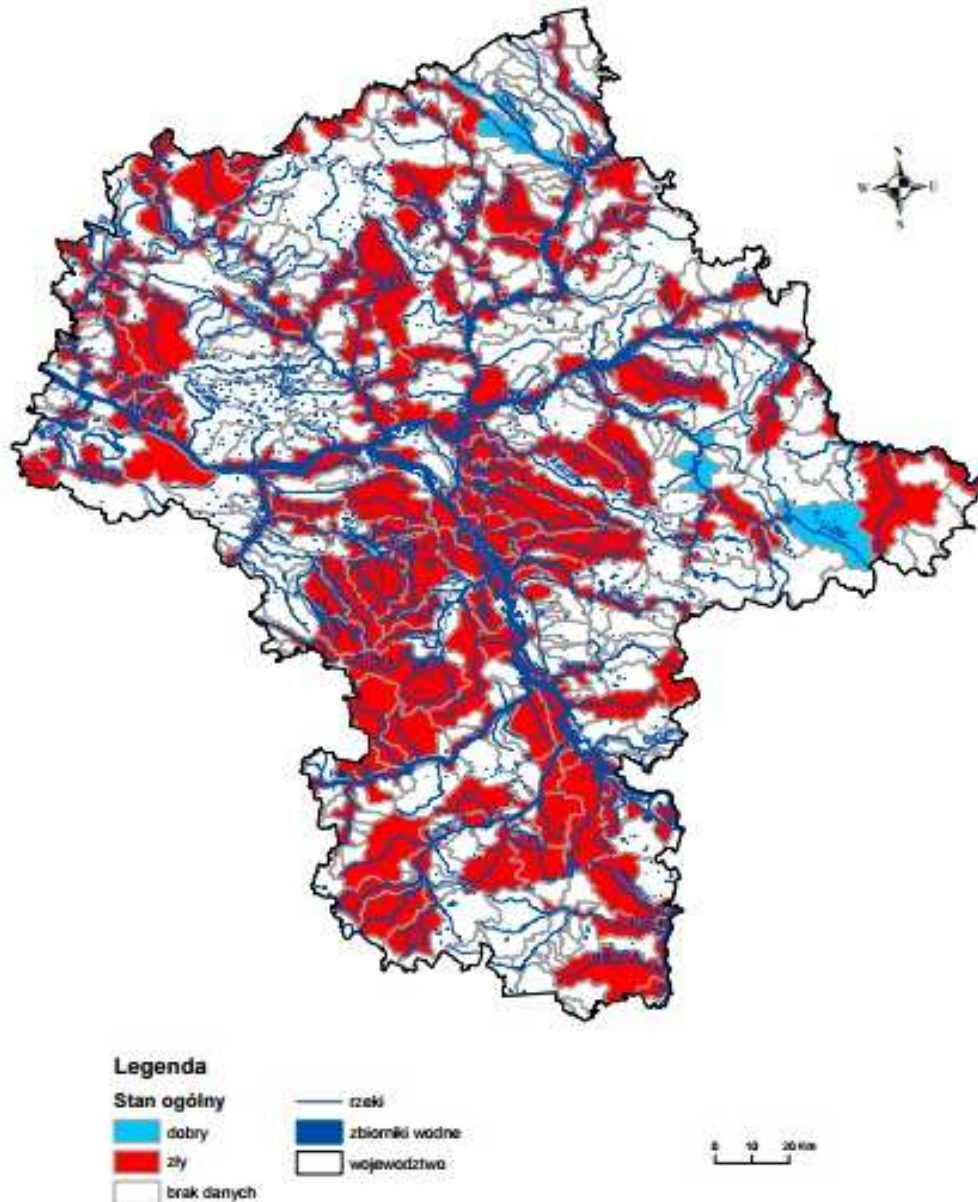 N
W U
S
Legenda
Stan ogólny
dobry
zły
brak danych
rzeki
zbiorniki wodne
województwo
0 10 20 Km